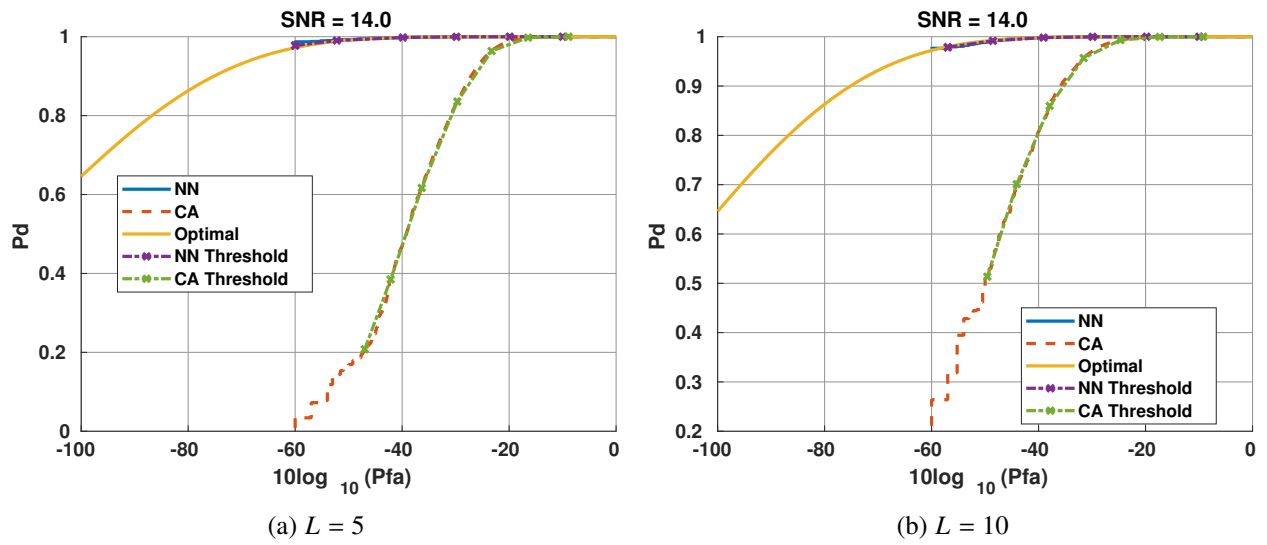 SNR = 14.0
1
0.8
0.6
0.4
0.2
0
Pd
-100
-80
-60
-40
-20
0
10log 10 (Pfa)
NN
CA
Optimal
NN Threshold
CA Threshold
(a) L = 5
SNR = 14.0
1
0.9
0.8
0.7
0.6
0.5
0.4
0.3
0.2
Pd
-100
-80
-60
-40
-20
0
10log 10 (Pfa)
NN
CA
Optimal
NN Threshold
CA Threshold
(b) L = 10